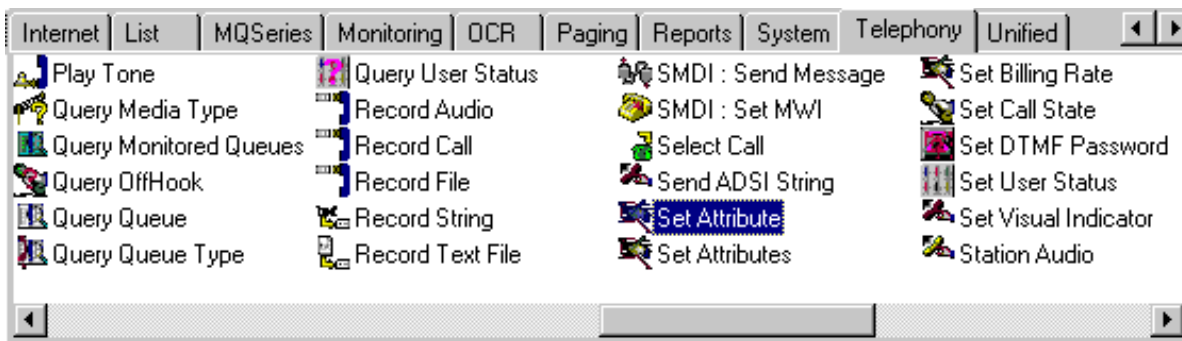 Internet List MQSeries Monitoring OCR Paging Reports System Telephony Unified
Play Tone
Query Media Type
Query Monitored Queues
Query OffHook
Query Queue
Query Queue Type
Query User Status
Record Audio
Record Call
Record File
Record String
Record Text File
SMDI : Send Message
SMDI : Set MWI
Select Call
Send ADSI String
Set Attribute
Set Attributes
Set Billing Rate
Set Call State
Set DTMF Password
Set User Status
Set Visual Indicator
Station Audio